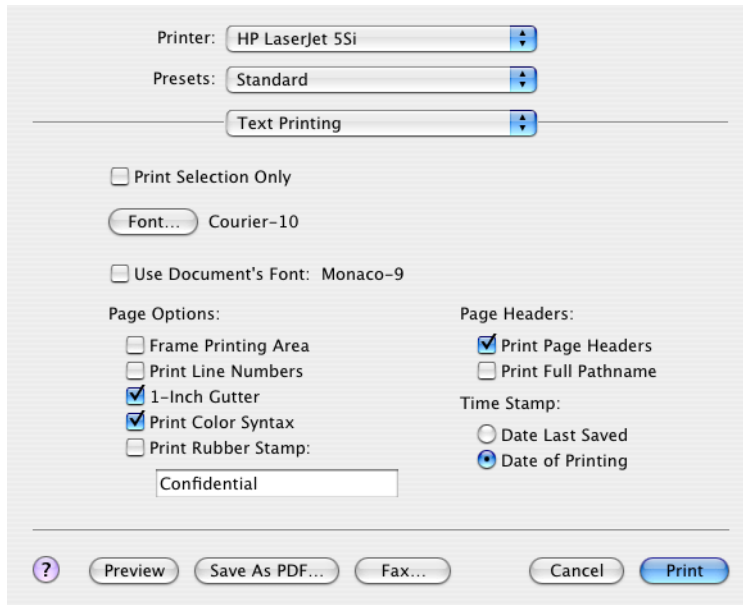 Printer: HP LaserJet 5Si
Presets: Standard
Text Printing
Print Selection Only
Font... Courier-10
Use Document's Font: Monaco-9
Page Options:
Frame Printing Area
Print Line Numbers
1-Inch Gutter
Print Color Syntax
Print Rubber Stamp:
Confidential
Page Headers:
Print Page Headers
Print Full Pathname
Time Stamp:
Date Last Saved
Date of Printing
? Preview Save As PDF... Fax... Cancel Print